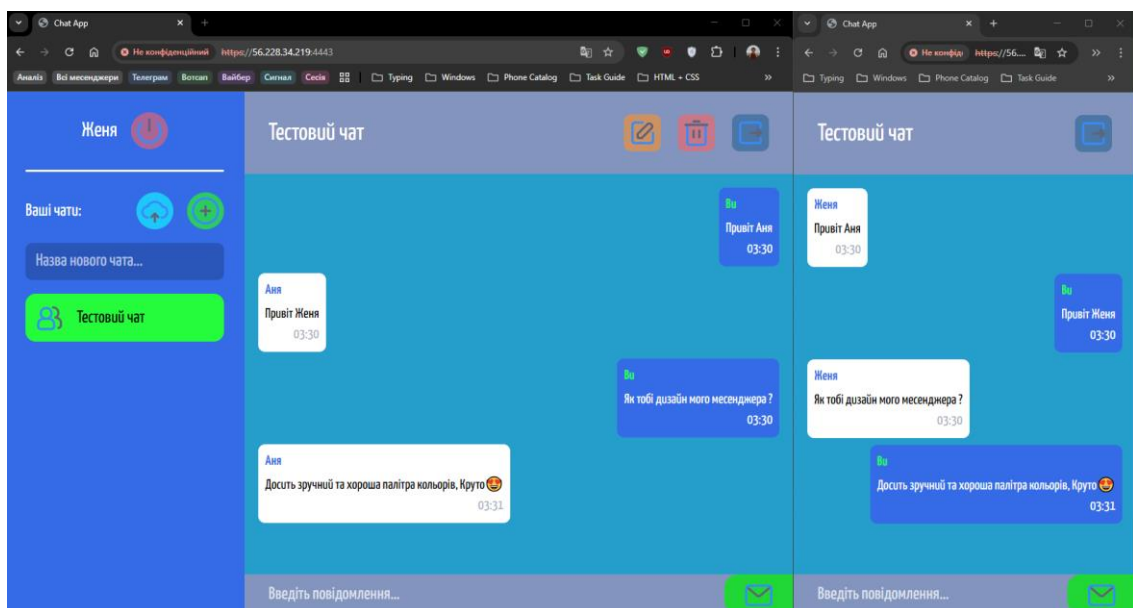 Chat App
Не конфіденційний https://56.228.34.219:4443
Аналіз Всі месенджери Телеграм Вотсап Вайбер Сигнал Сесія Typing Windows Phone Catalog Task Guide HTML + CSS »
Женя
Ваші чати:
Назва нового чата...
Тестовий чат
Тестовий чат
Ви
Привіт Аня
03:30
Аня
Привіт Женя
03:30
Ви
Як тобі дизайн мого месенджера ?
03:30
Аня
Досить зручний та хороша палітра кольорів, Круто🤩
03:31
Введіть повідомлення...
Chat App
Не конфіде https://56.... »
Typing Windows Phone Catalog Task Guide »
Тестовий чат
Женя
Привіт Аня
03:30
Ви
Привіт Женя
03:30
Женя
Як тобі дизайн мого месенджера ?
03:30
Ви
Досить зручний та хороша палітра кольорів, Круто🤩
03:31
Введіть повідомлення...